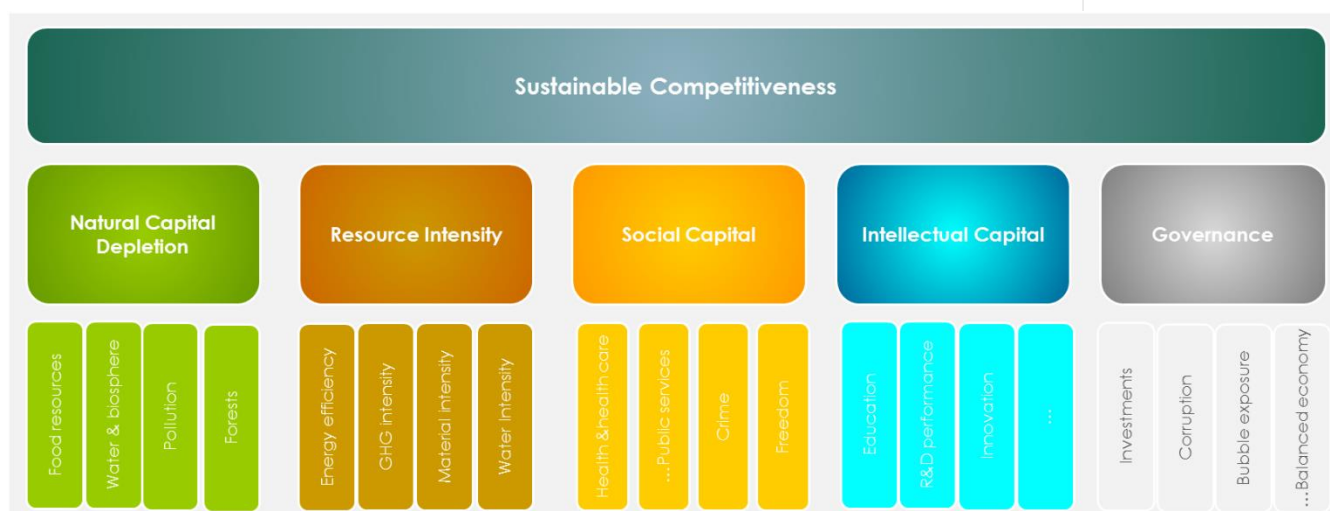 Sustainable Competitiveness
Natural Capital
Depletion
Resource Intensity
Social Capital
Intellectual Capital
Governance
Food resources
Water & biosphere
Pollution
Forests
Energy efficiency
GHG intensity
Material intensity
Water Intensity
Health &health care
...Public services
Crime
Freedom
Education
R&D performance
Innovation
...
Investments
Corruption
Bubble exposure
...Balanced economy